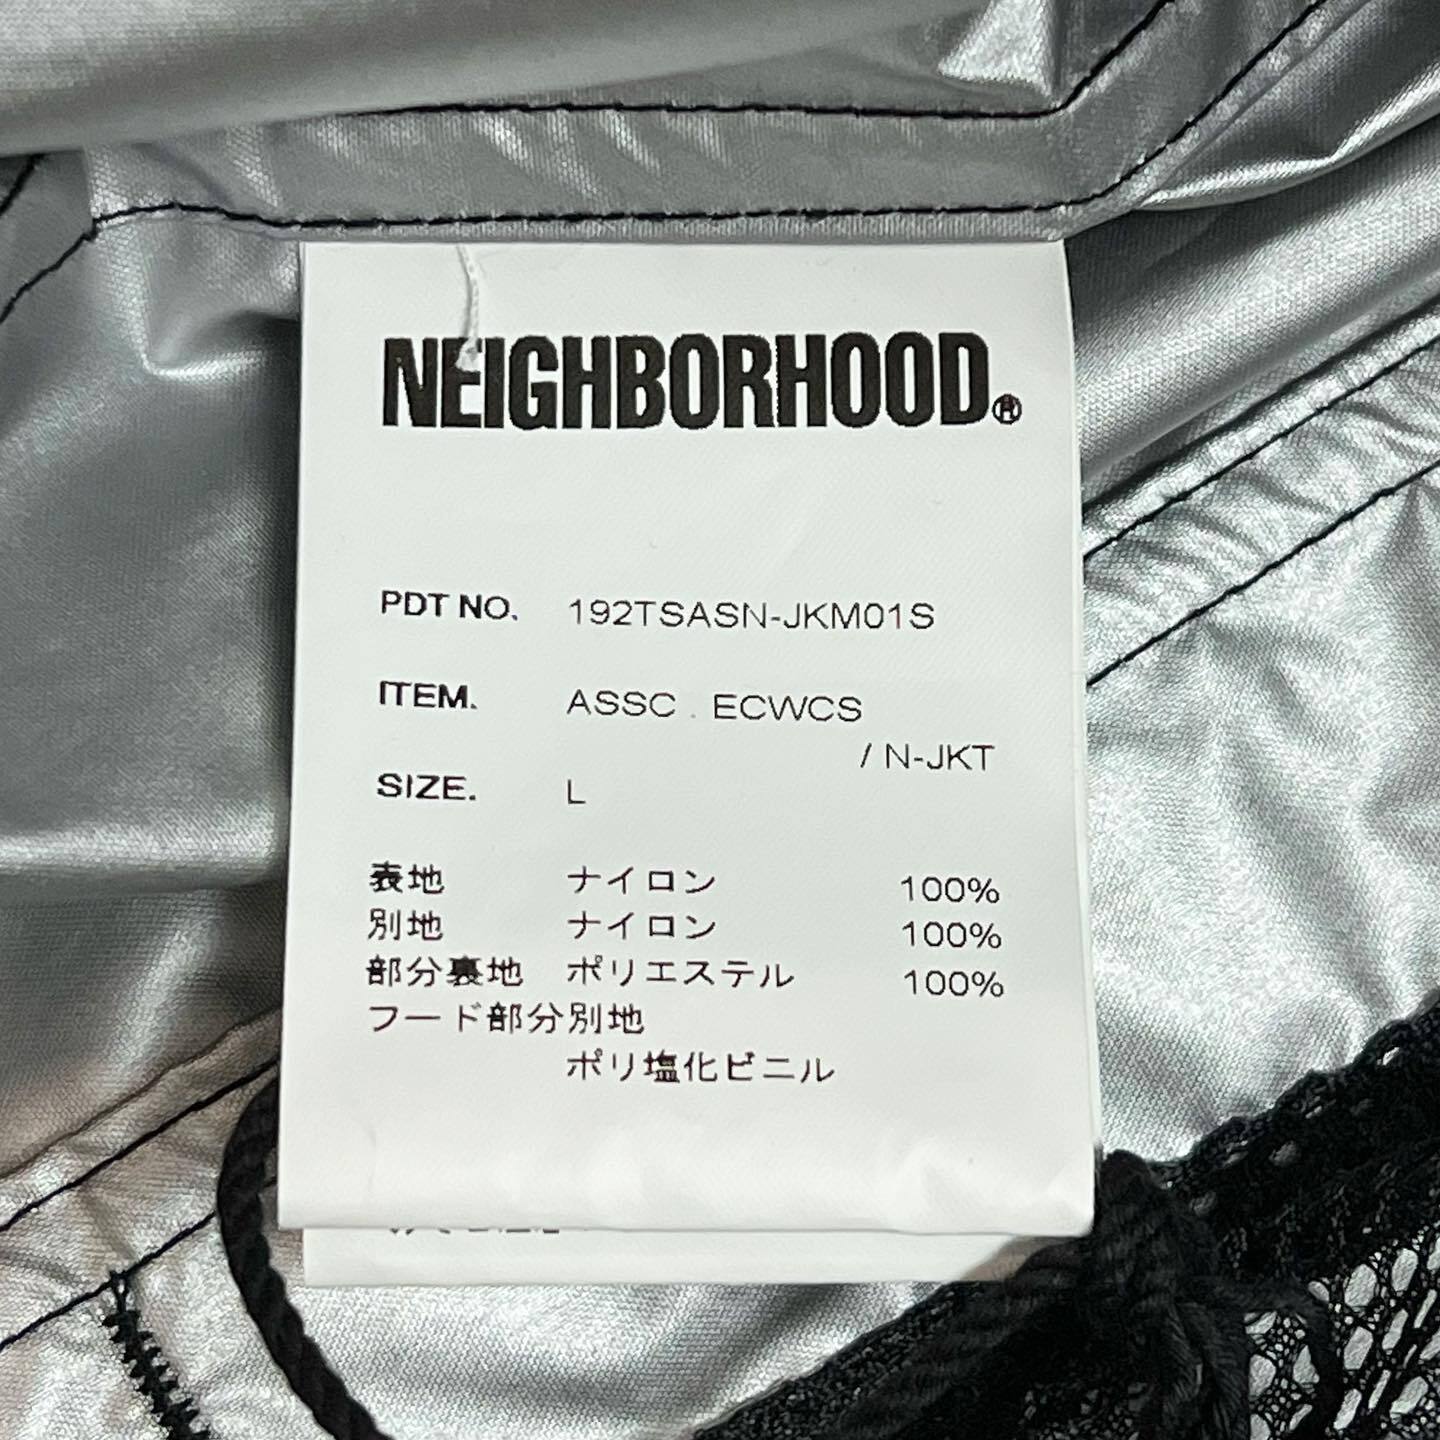 NEIGHBORHOOD®
PDT NO. 192TSASN-JKM01S
ITEM. ASSC . ECWCS
/ N-JKT
SIZE. L
表地 ナイロン 100%
別地 ナイロン 100%
部分裏地 ポリエステル 100%
フード部分別地
ポリ塩化ビニル